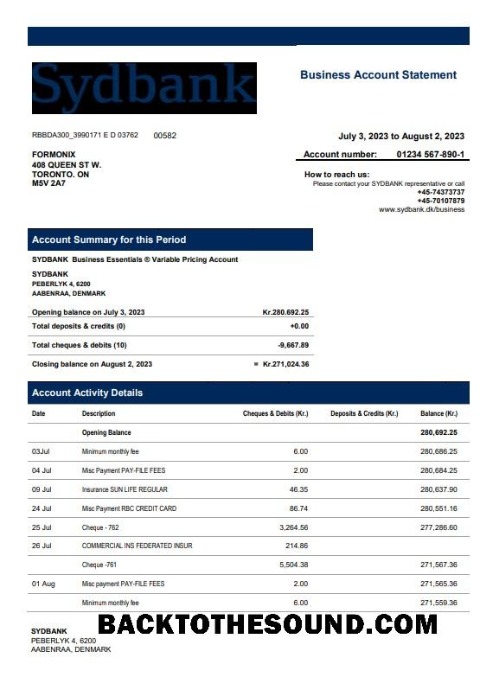 Sydbank
Business Account Statement
RBBDA300_3990171 E D 03762 00582
July 3, 2023 to August 2, 2023
FORMONIX
408 QUEEN ST W.
TORONTO. ON
M5V 2A7
Account number: 01234 567-890-1
How to reach us:
Please contact your SYDBANK representive or call
+45-74373737
+45-70107879
www.sydbank.dk/business
Account Summary for this Period
SYDBANK Business Essentials ® Variable Pricing Account
SYDBANK
PEBERLYK 4, 6200
AABENRAA, DENMARK
Opening balance on July 3, 2023 Kr.280.692.25
Total deposits & credits (0) +0.00
Total cheques & debits (10) -9,667.89
Closing balance on August 2, 2023 = Kr.271,024.36
Account Activity Details
Date Description Cheques & Debits (Kr.) Deposits & Credits (Kr.) Balance (Kr.)
Opening Balance 280,692.25
03Jul Minimum monthly fee 6.00 280,686.25
04 Jul Misc Payment PAY-FILE FEES 2.00 280,684.25
09 Jul Insurance SUN LIFE REGULAR 46.35 280,637.90
24 Jul Misc Payment RBC CREDIT CARD 86.74 280,551.16
25 Jul Cheque - 762 3,264.56 277,286.60
26 Jul COMMERCIAL INS FEDERATED INSUR 214.86
Cheque -761 5,504.38 271,567.36
01 Aug Misc payment PAY-FILE FEES 2.00 271,565.36
Minimum monthly fee 6.00 271,559.36
SYDBANK
PEBERLYK 4, 6200
AABENRAA, DENMARK
BACKTOTHESOUND.COM